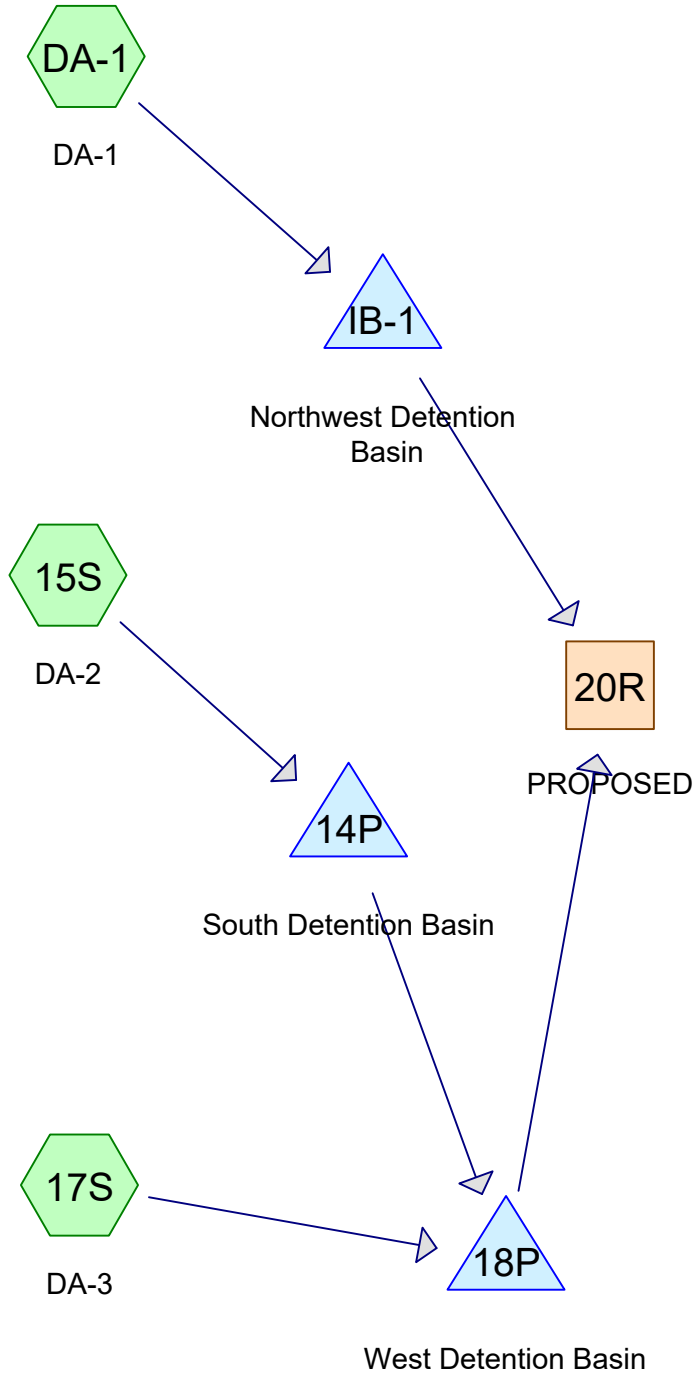 DA-1
DA-1
IB-1
Northwest Detention
Basin
15S
DA-2
20R
PROPOSED
14P
South Detention Basin
17S
DA-3
18P
West Detention Basin